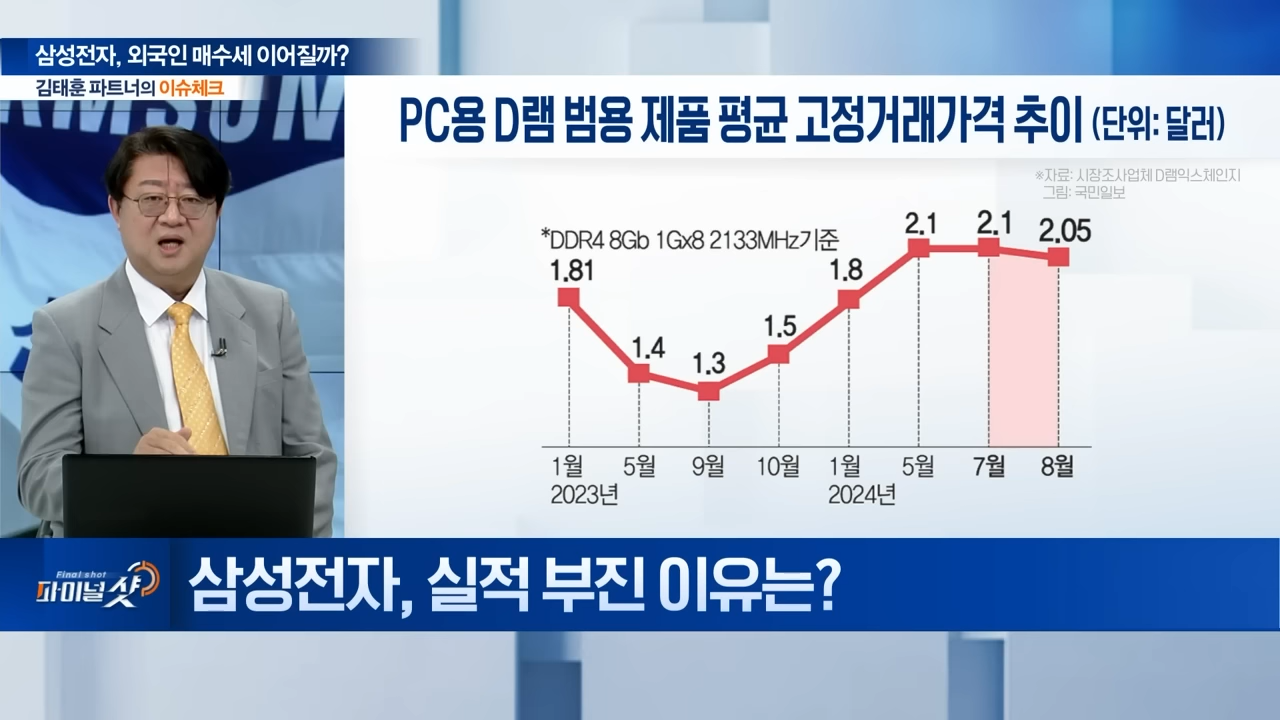 삼성전자, 외국인 매수세 이어질까?
김태훈 파트너의 이슈체크
PC용 D램 범용 제품 평균 고정거래가격 추이 (단위: 달러)
※자료: 시장조사업체 D램익스체인지
그림: 국민일보
*DDR4 8Gb 1Gx8 2133MHz기준
1.81
1.4
1.3
1.5
1.8
2.1
2.1
2.05
1월 5월 9월 10월 1월 5월 7월 8월
2023년 2024년
Final shot
파이널 샷
삼성전자, 실적 부진 이유는?